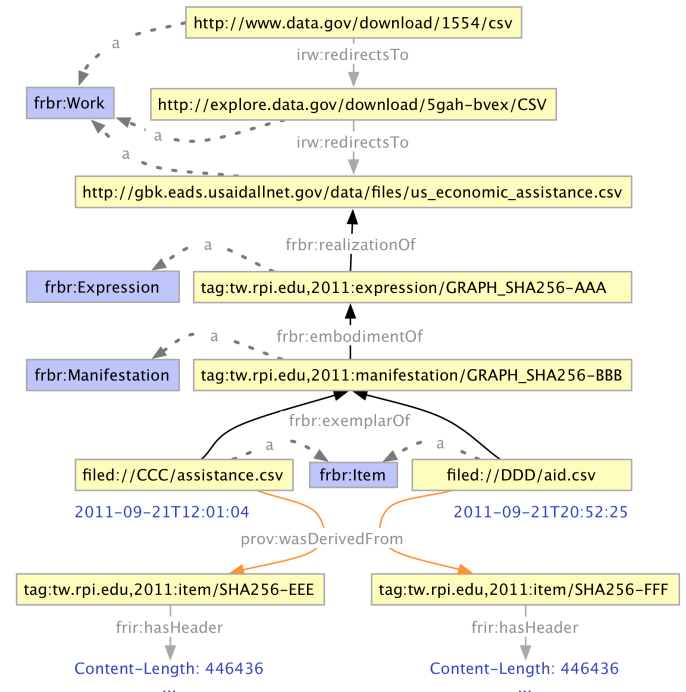 http://www.data.gov/download/1554/csv
a
irw:redirectsTo
frbr:Work
http://explore.data.gov/download/5gah-bvex/CSV
a
irw:redirectsTo
a
http://gbk.eads.usaidallnet.gov/data/files/us_economic_assistance.csv
frbr:realizationOf
a
frbr:Expression
tag:tw.rpi.edu,2011:expression/GRAPH_SHA256-AAA
frbr:embodimentOf
a
frbr:Manifestation
tag:tw.rpi.edu,2011:manifestation/GRAPH_SHA256-BBB
frbr:exemplarOf
a
a
filed://CCC/assistance.csv
frbr:Item
filed://DDD/aid.csv
2011-09-21T12:01:04
2011-09-21T20:52:25
prov:wasDerivedFrom
tag:tw.rpi.edu,2011:item/SHA256-EEE
tag:tw.rpi.edu,2011:item/SHA256-FFF
frir:hasHeader
frir:hasHeader
Content-Length: 446436
Content-Length: 446436
...
...